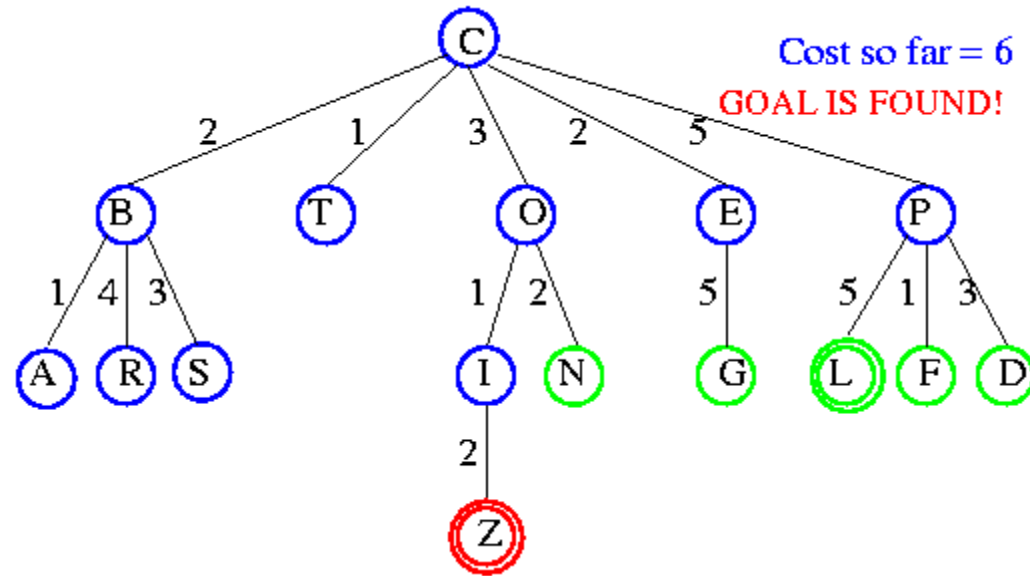 C
Cost so far = 6
GOAL IS FOUND!
2 1 3 2 5
B T O E P
1 4 3 1 2 5 5 1 3
A R S I N G L F D
2
Z